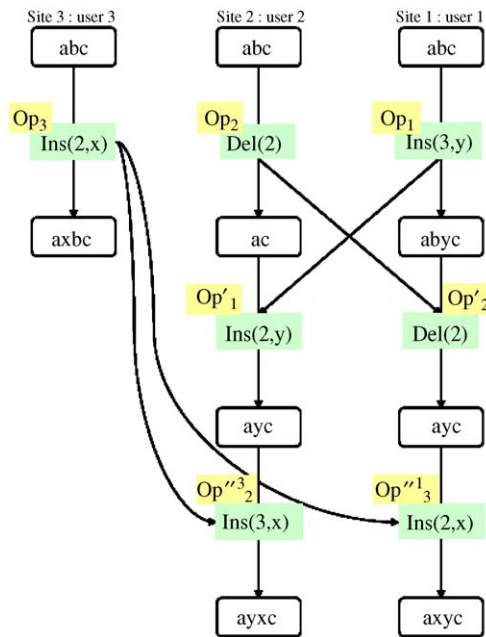 Site 3 : user 3 Site 2 : user 2 Site 1 : user 1
abc abc abc
Op₃ Op₂ Op₁
Ins(2,x) Del(2) Ins(3,y)
axbc ac abyc
Op′₁ Op′₂
Ins(2,y) Del(2)
ayc ayc
Op″³₂ Op″¹₃
Ins(3,x) Ins(2,x)
ayxc axyc